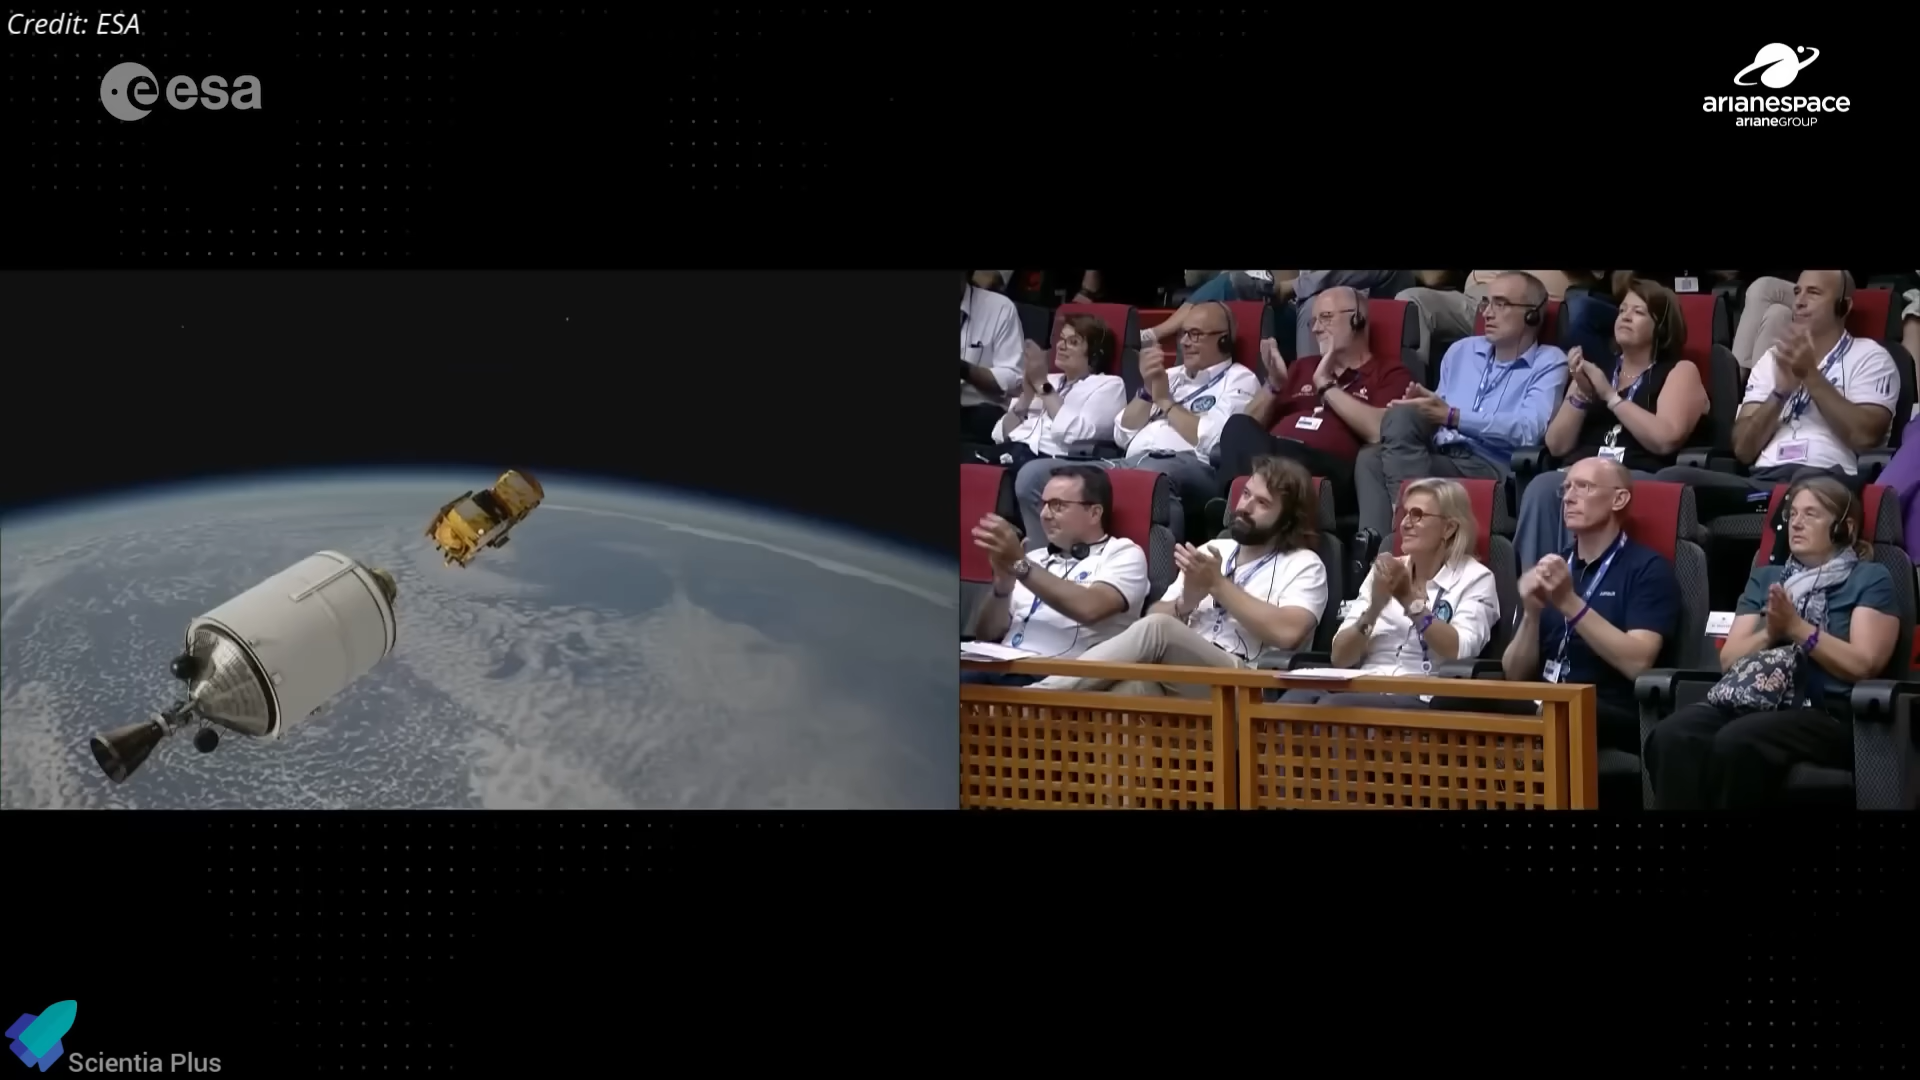 Credit: ESA
esa
arianespace
arianeGROUP
Scientia Plus